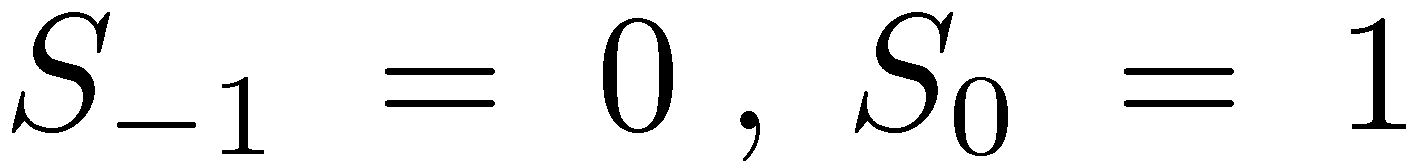 $S_{-1} = 0 , S_0 = 1$